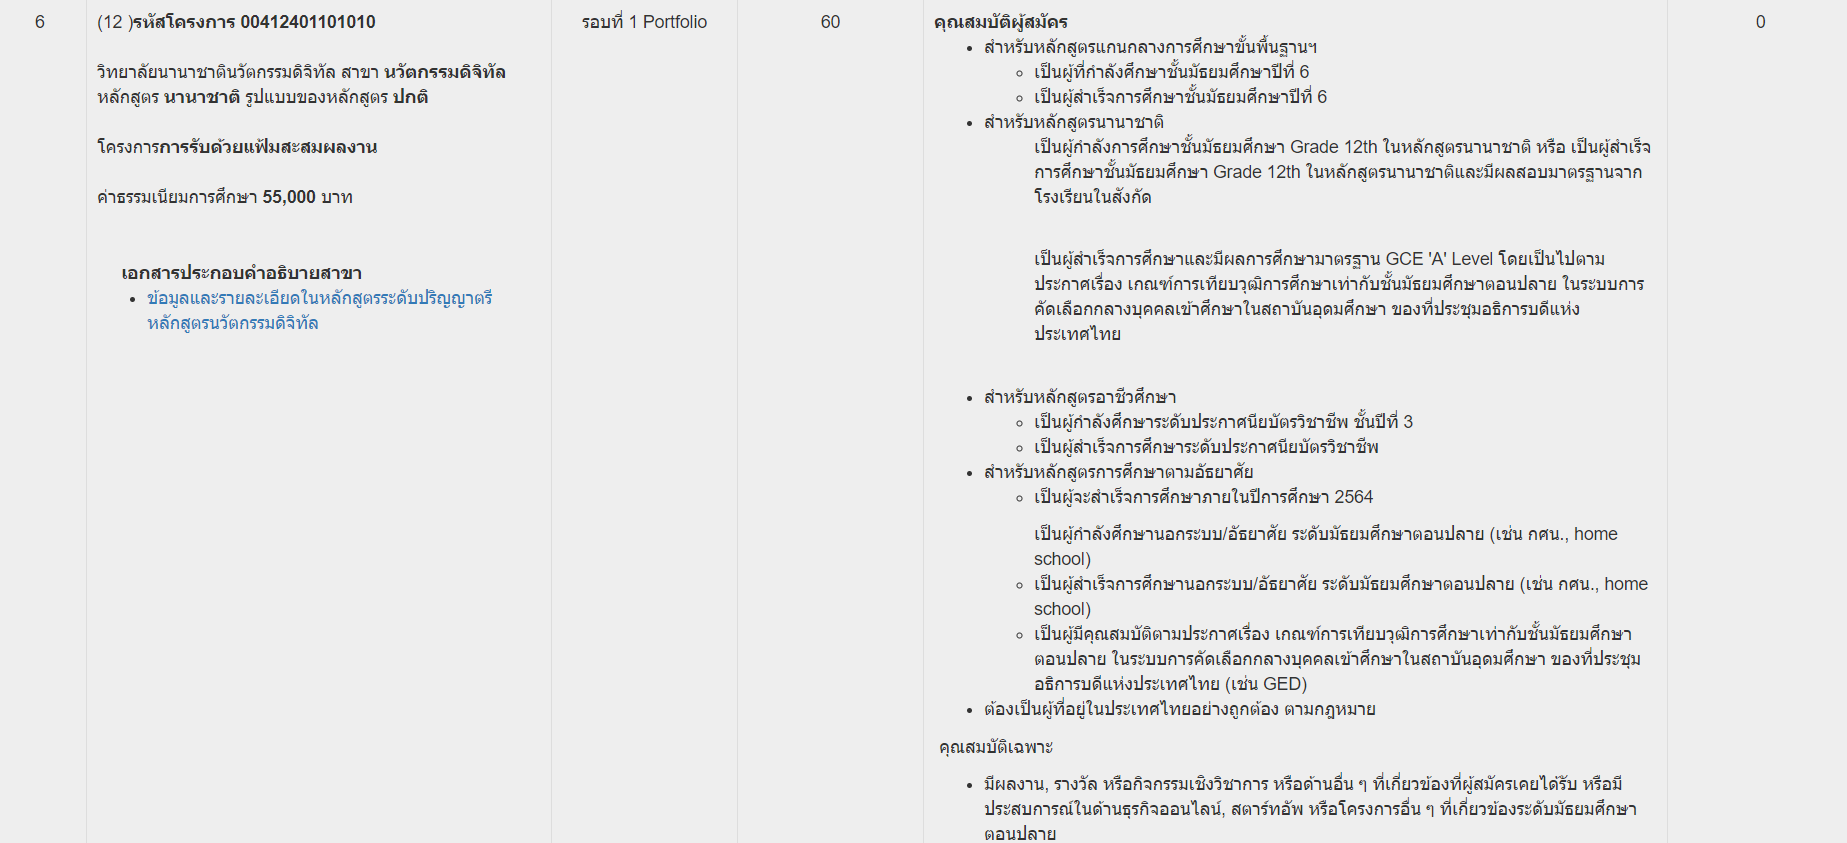 6
(12 )รหัสโครงการ 00412401101010
วิทยาลัยนานาชาตินวัตกรรมดิจิทัล สาขา นวัตกรรมดิจิทัล
หลักสูตร นานาชาติ รูปแบบของหลักสูตร ปกติ
โครงการการรับด้วยแฟ้มสะสมผลงาน
ค่าธรรมเนียมการศึกษา 55,000 บาท
เอกสารประกอบคำอธิบายสาขา
ข้อมูลและรายละเอียดในหลักสูตรระดับปริญญาตรี
หลักสูตรนวัตกรรมดิจิทัล
รอบที่ 1 Portfolio
60
คุณสมบัติผู้สมัคร
สำหรับหลักสูตรแกนกลางการศึกษาขั้นพื้นฐานฯ
เป็นผู้ที่กำลังศึกษาชั้นมัธยมศึกษาปีที่ 6
เป็นผู้สำเร็จการศึกษาชั้นมัธยมศึกษาปีที่ 6
สำหรับหลักสูตรนานาชาติ
เป็นผู้กำลังการศึกษาชั้นมัธยมศึกษา Grade 12th ในหลักสูตรนานาชาติ หรือ เป็นผู้สำเร็จ
การศึกษาชั้นมัธยมศึกษา Grade 12th ในหลักสูตรนานาชาติและมีผลสอบมาตรฐานจาก
โรงเรียนในสังกัด
เป็นผู้สำเร็จการศึกษาและมีผลการศึกษามาตรฐาน GCE 'A' Level โดยเป็นไปตาม
ประกาศเรื่อง เกณฑ์การเทียบวุฒิการศึกษาเท่ากับชั้นมัธยมศึกษาตอนปลาย ในระบบการ
คัดเลือกกลางบุคคลเข้าศึกษาในสถาบันอุดมศึกษา ของที่ประชุมอธิการบดีแห่ง
ประเทศไทย
สำหรับหลักสูตรอาชีวศึกษา
เป็นผู้กำลังศึกษาระดับประกาศนียบัตรวิชาชีพ ชั้นปีที่ 3
เป็นผู้สำเร็จการศึกษาระดับประกาศนียบัตรวิชาชีพ
สำหรับหลักสูตรการศึกษาตามอัธยาศัย
เป็นผู้จะสำเร็จการศึกษาภายในปีการศึกษา 2564
เป็นผู้กำลังศึกษานอกระบบ/อัธยาศัย ระดับมัธยมศึกษาตอนปลาย (เช่น กศน., home
school)
เป็นผู้สำเร็จการศึกษานอกระบบ/อัธยาศัย ระดับมัธยมศึกษาตอนปลาย (เช่น กศน., home
school)
เป็นผู้มีคุณสมบัติตามประกาศเรื่อง เกณฑ์การเทียบวุฒิการศึกษาเท่ากับชั้นมัธยมศึกษา
ตอนปลาย ในระบบการคัดเลือกกลางบุคคลเข้าศึกษาในสถาบันอุดมศึกษา ของที่ประชุม
อธิการบดีแห่งประเทศไทย (เช่น GED)
ต้องเป็นผู้ที่อยู่ในประเทศไทยอย่างถูกต้อง ตามกฎหมาย
คุณสมบัติเฉพาะ
มีผลงาน, รางวัล หรือกิจกรรมเชิงวิชาการ หรือด้านอื่น ๆ ที่เกี่ยวข้องที่ผู้สมัครเคยได้รับ หรือมี
ประสบการณ์ในด้านธุรกิจออนไลน์, สตาร์ทอัพ หรือโครงการอื่น ๆ ที่เกี่ยวข้องระดับมัธยมศึกษา
ตอนปลาย
0